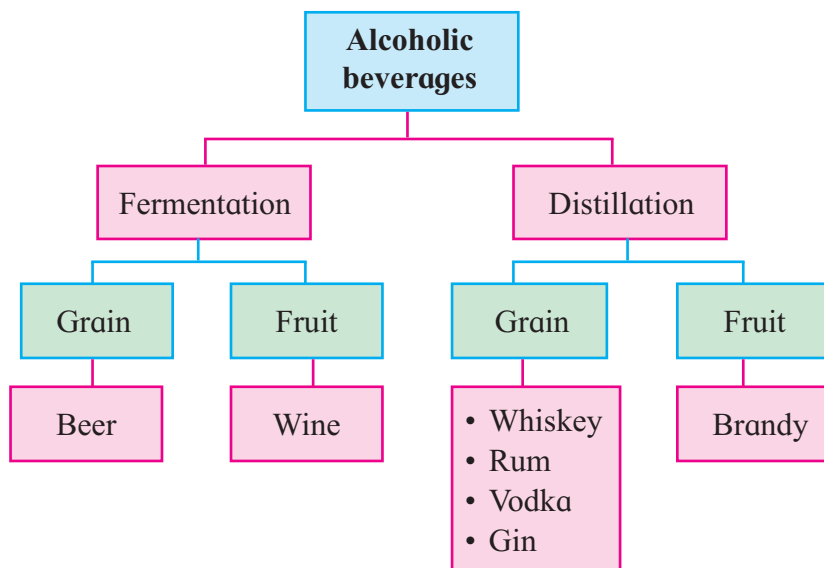 Alcoholic
beverages
Fermentation
Distillation
Grain
Fruit
Grain
Fruit
Beer
Wine
• Whiskey
• Rum
• Vodka
• Gin
Brandy